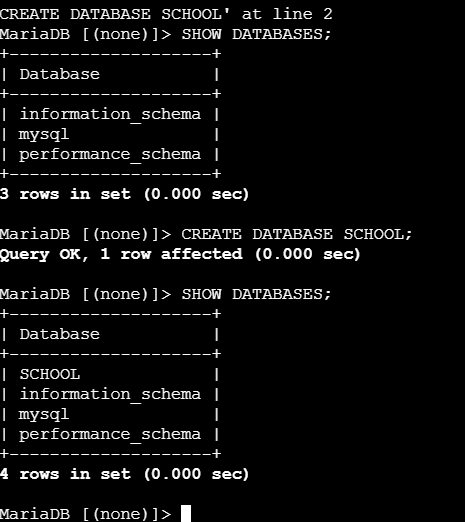 CREATE DATABASE SCHOOL' at line 2
MariaDB [(none)]> SHOW DATABASES;
+--------------------+
| Database           |
+--------------------+
| information_schema |
| mysql              |
| performance_schema |
+--------------------+
3 rows in set (0.000 sec)

MariaDB [(none)]> CREATE DATABASE SCHOOL;
Query OK, 1 row affected (0.000 sec)

MariaDB [(none)]> SHOW DATABASES;
+--------------------+
| Database           |
+--------------------+
| SCHOOL             |
| information_schema |
| mysql              |
| performance_schema |
+--------------------+
4 rows in set (0.000 sec)

MariaDB [(none)]>